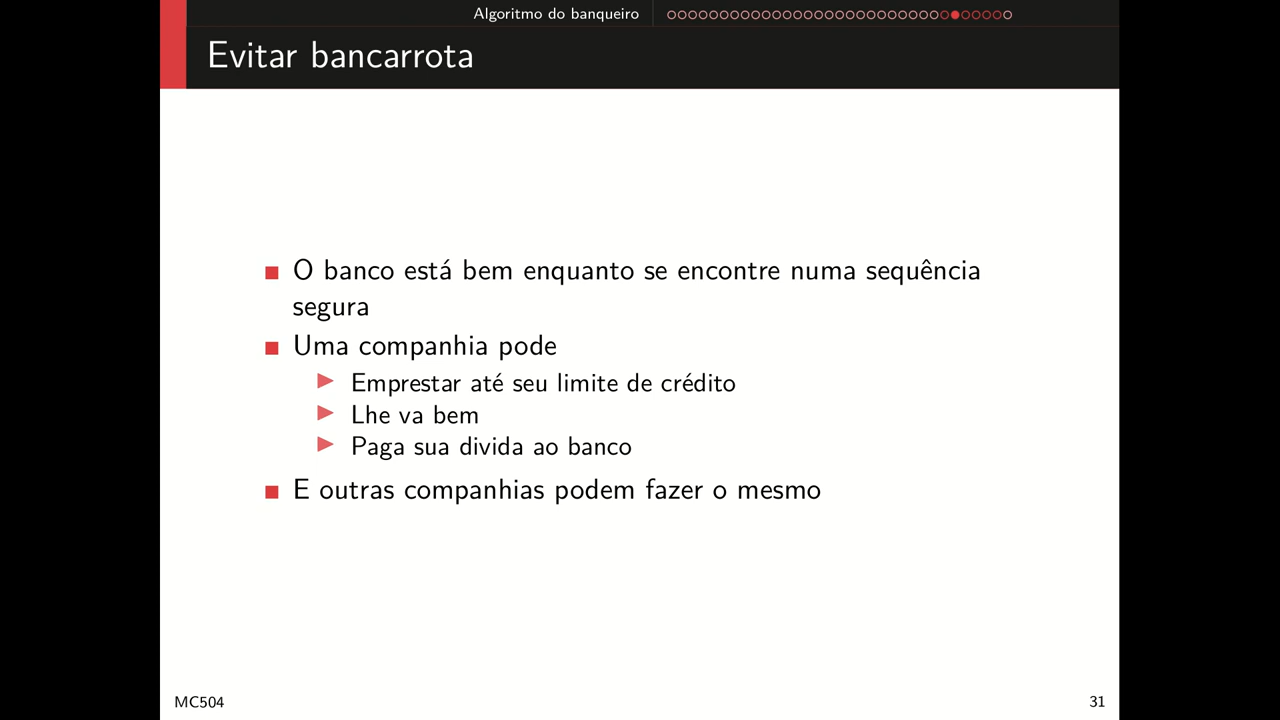 Algoritmo do banqueiro
Evitar bancarrota
O banco está bem enquanto se encontre numa sequência
segura
Uma companhia pode
Emprestar até seu limite de crédito
Lhe va bem
Paga sua divida ao banco
E outras companhias podem fazer o mesmo
MC504
31